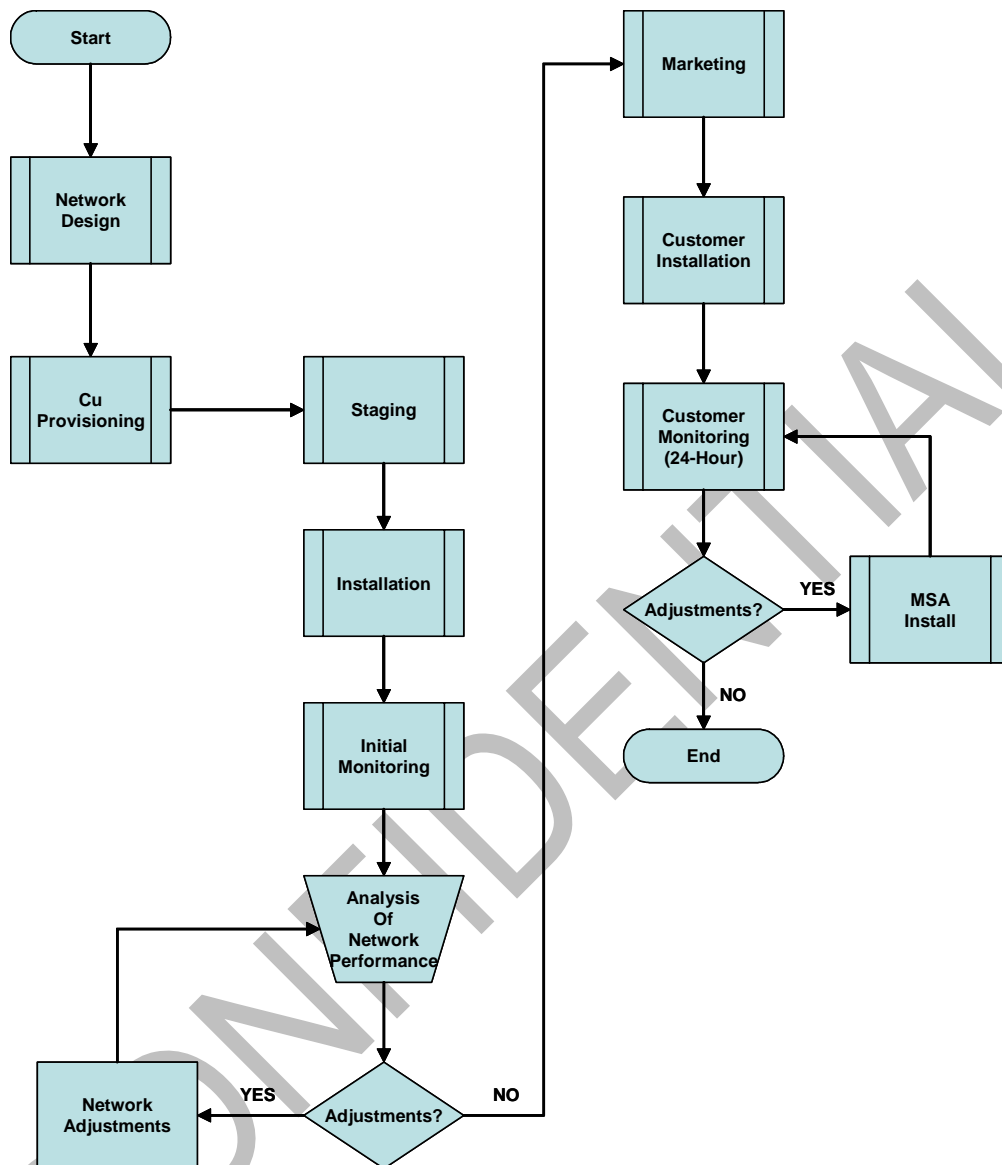 Start
Network
Design
Cu
Provisioning
Staging
Installation
Initial
Monitoring
Analysis
Of
Network
Performance
Adjustments?
YES
Network
Adjustments
NO
Marketing
Customer
Installation
Customer
Monitoring
(24-Hour)
Adjustments?
YES
MSA
Install
NO
End
CONFIDENTIAL